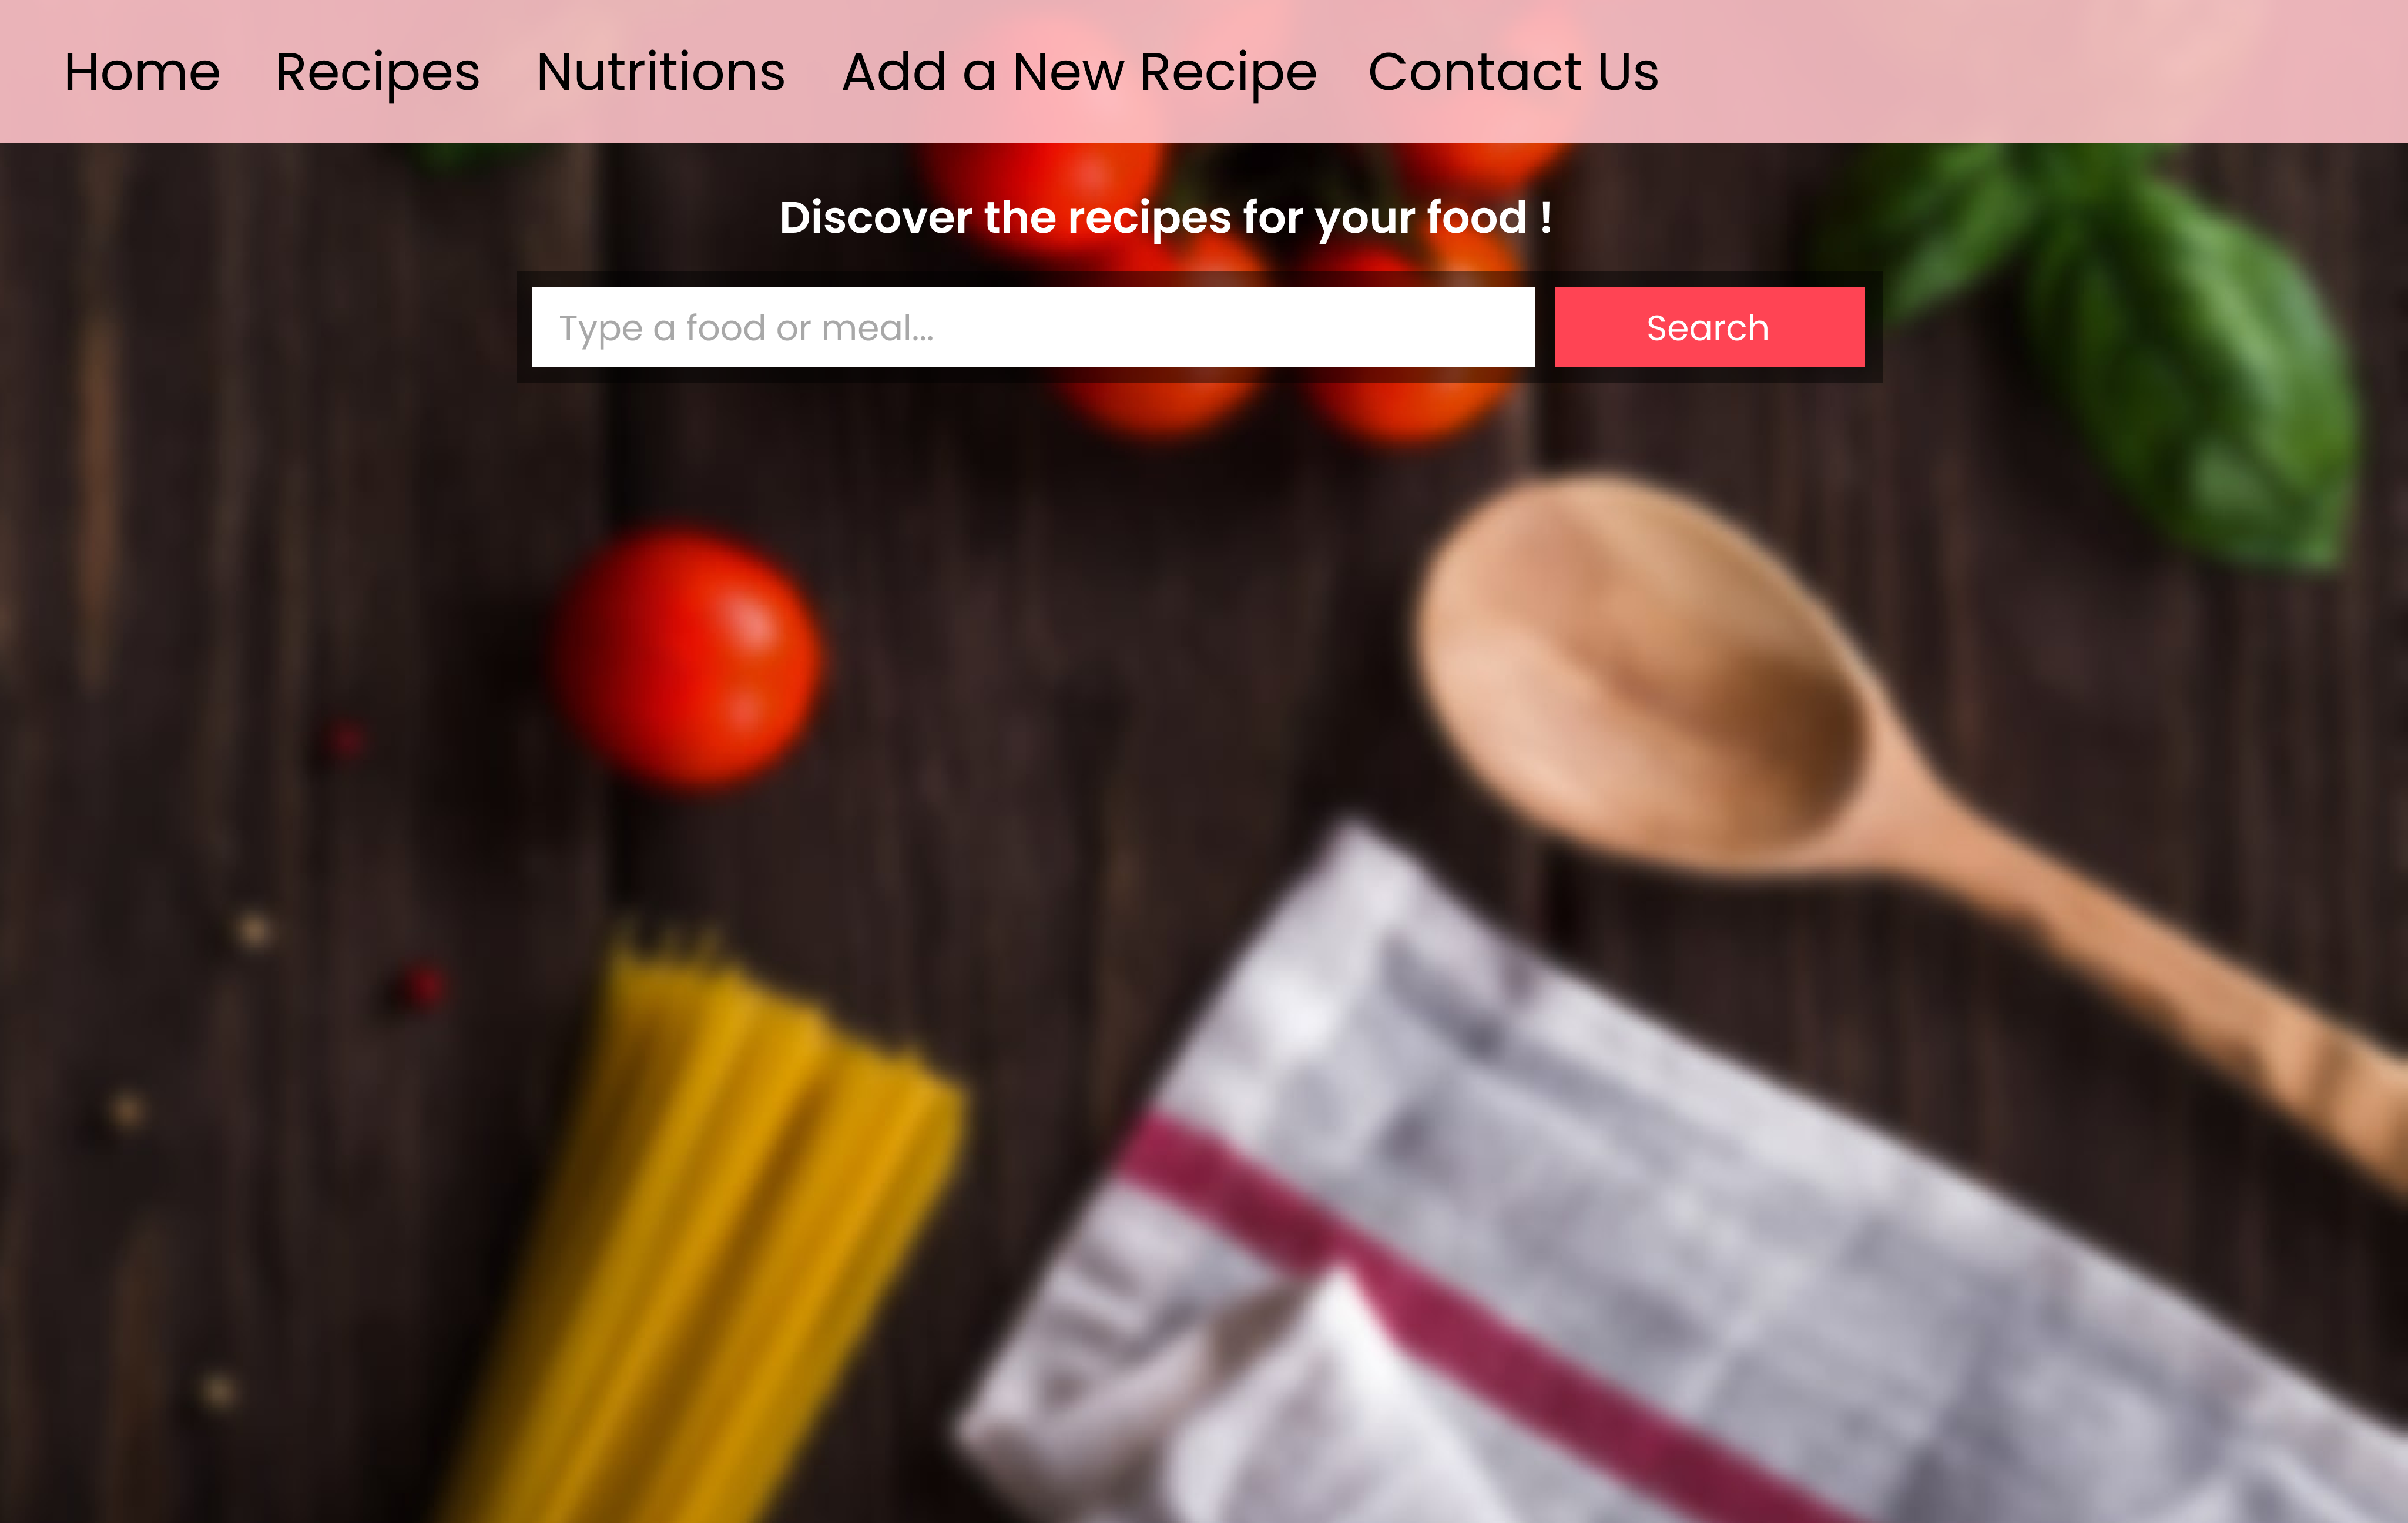 Home Recipes Nutritions Add a New Recipe Contact Us
Discover the recipes for your food !
Type a food or meal... Search